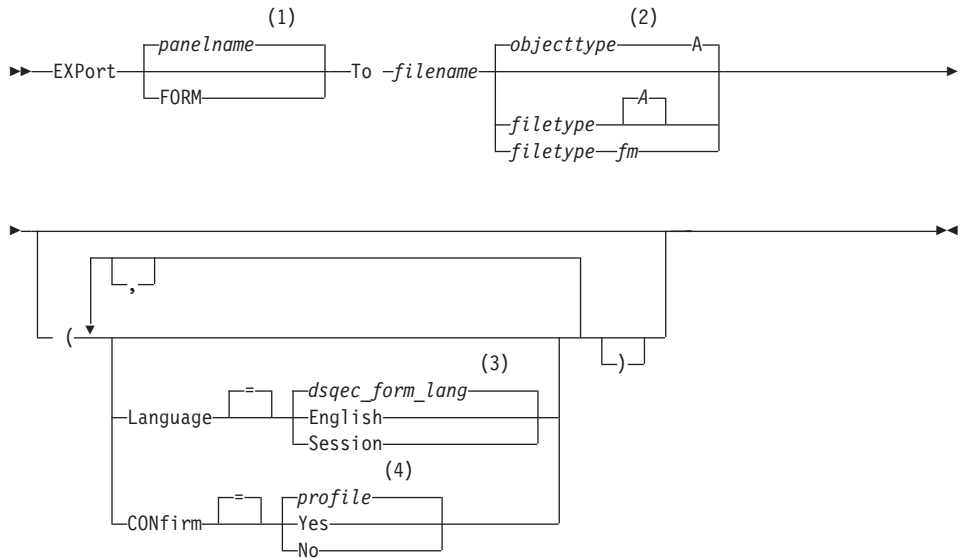 (1) (2)
panelname objecttype A
EXPort To filename
FORM
A
filetype
filetype fm
,
(
)
(3)
= dsqec_form_lang
Language English
Session
(4)
= profile
CONfirm Yes
No